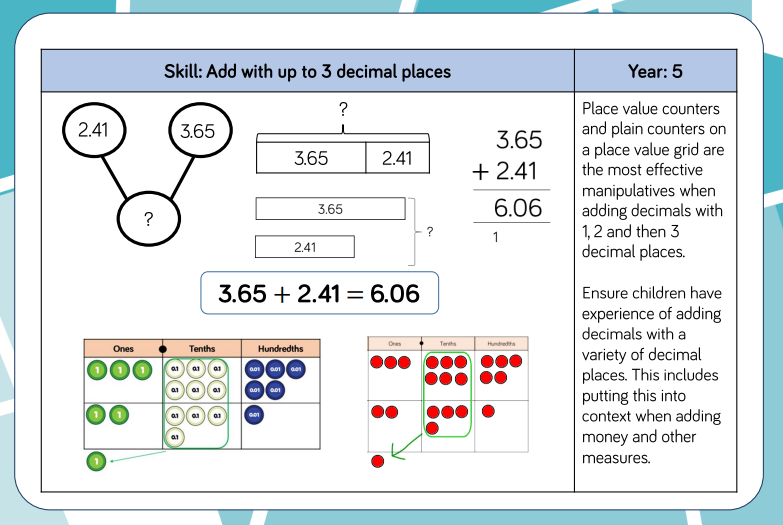 Skill: Add with up to 3 decimal places
Year: 5
2.41
3.65
?
?
3.65
2.41
3.65
2.41
?
3.65
+ 2.41
6.06
1
3.65 + 2.41 = 6.06
Ones Tenths Hundredths
1 1 1 0.1 0.1 0.1 0.01 0.01 0.01
0.1 0.1 0.1 0.01 0.01
1 1 0.1 0.1 0.1 0.01
0.1
1
Ones Tenths Hundredths
Place value counters
and plain counters on
a place value grid are
the most effective
manipulatives when
adding decimals with
1, 2 and then 3
decimal places.
Ensure children have
experience of adding
decimals with a
variety of decimal
places. This includes
putting this into
context when adding
money and other
measures.